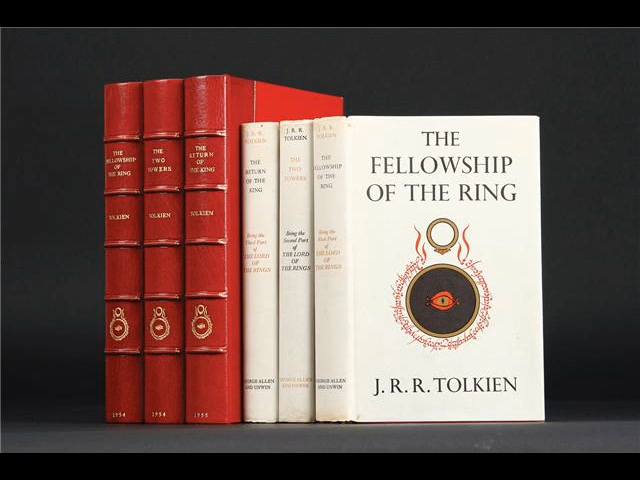 THE
FELLOWSHIP
OF THE RING
TOLKIEN
1954
THE
TWO
TOWERS
TOLKIEN
1954
THE
RETURN
OF
THE KING
TOLKIEN
1955
J. R. R.
TOLKIEN
THE
RETURN
OF THE
KING
Being the
Third Part
of
THE LORD
OF
THE RINGS
GEORGE ALLEN
AND UNWIN
J. R. R.
TOLKIEN
THE
TWO
TOWERS
Being the
Second Part
of
THE LORD
OF
THE RINGS
GEORGE ALLEN
AND UNWIN
J. R. R.
TOLKIEN
THE
FELLOWSHIP
OF THE
RING
Being the
First Part
of
THE LORD
OF
THE RINGS
GEORGE ALLEN
AND UNWIN
THE
FELLOWSHIP
OF THE RING
J. R. R. TOLKIEN